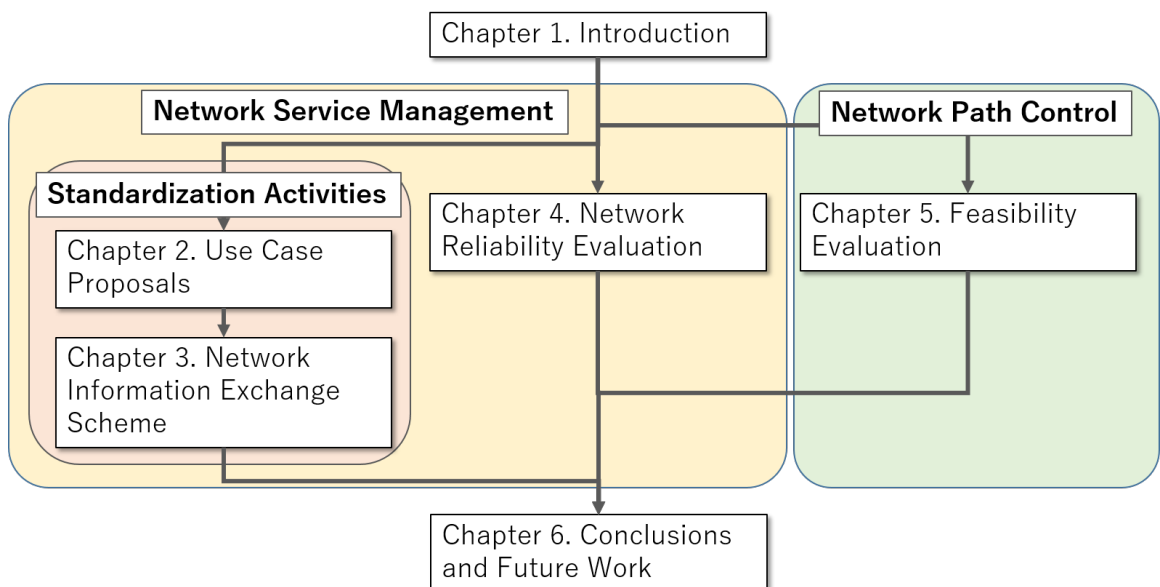 Chapter 1. Introduction
Network Service Management
Network Path Control
Standardization Activities
Chapter 2. Use Case
Proposals
Chapter 3. Network
Information Exchange
Scheme
Chapter 4. Network
Reliability Evaluation
Chapter 5. Feasibility
Evaluation
Chapter 6. Conclusions
and Future Work